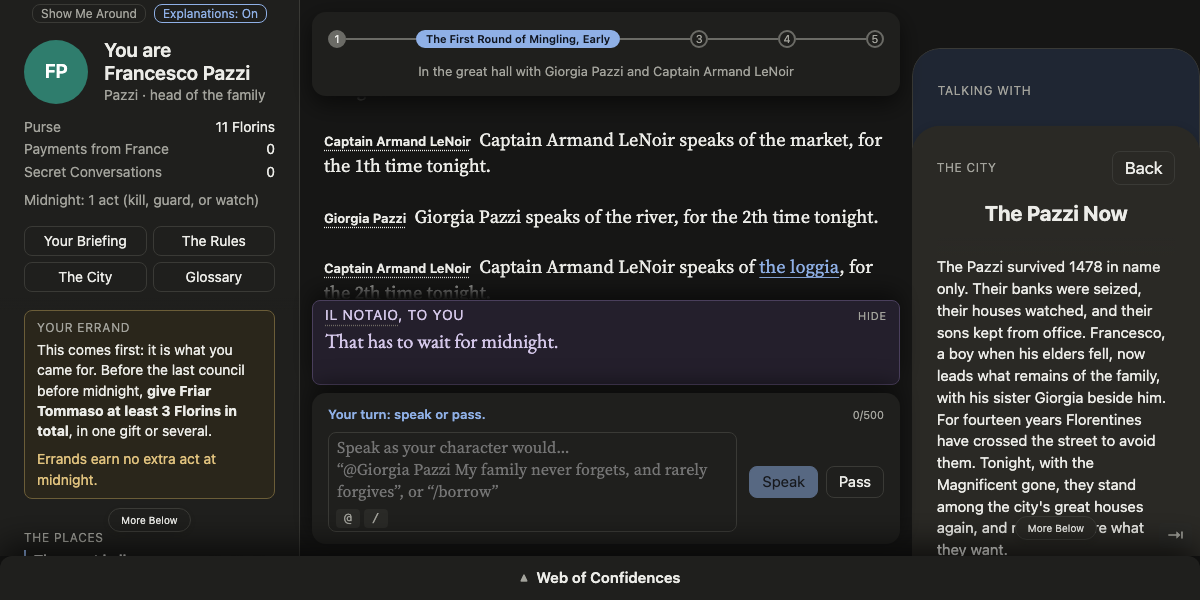 Show Me Around
Explanations: On
FP
You are
Francesco Pazzi
Pazzi · head of the family
Purse 11 Florins
Payments from France 0
Secret Conversations 0
Midnight: 1 act (kill, guard, or watch)
Your Briefing
The Rules
The City
Glossary
YOUR ERRAND
This comes first: it is what you
came for. Before the last council
before midnight, give Friar
Tommaso at least 3 Florins in
total, in one gift or several.
Errands earn no extra act at
midnight.
More Below
THE PLACES
1
The First Round of Mingling, Early
3
4
5
In the great hall with Giorgia Pazzi and Captain Armand LeNoir
Captain Armand LeNoir Captain Armand LeNoir speaks of the market, for
the 1th time tonight.
Giorgia Pazzi Giorgia Pazzi speaks of the river, for the 2th time tonight.
Captain Armand LeNoir Captain Armand LeNoir speaks of the loggia, for
the 2th time tonight.
IL NOTAIO, TO YOU
HIDE
That has to wait for midnight.
Your turn: speak or pass.
0/500
Speak as your character would...
“@Giorgia Pazzi My family never forgets, and rarely
forgives”, or “/borrow”
@
/
Speak
Pass
TALKING WITH
THE CITY
Back
The Pazzi Now
The Pazzi survived 1478 in name
only. Their banks were seized,
their houses watched, and their
sons kept from office. Francesco,
a boy when his elders fell, now
leads what remains of the family,
with his sister Giorgia beside him.
For fourteen years Florentines
have crossed the street to avoid
them. Tonight, with the
Magnificent gone, they stand
among the city's great houses
again, and what
More Below
they want.
▲ Web of Confidences